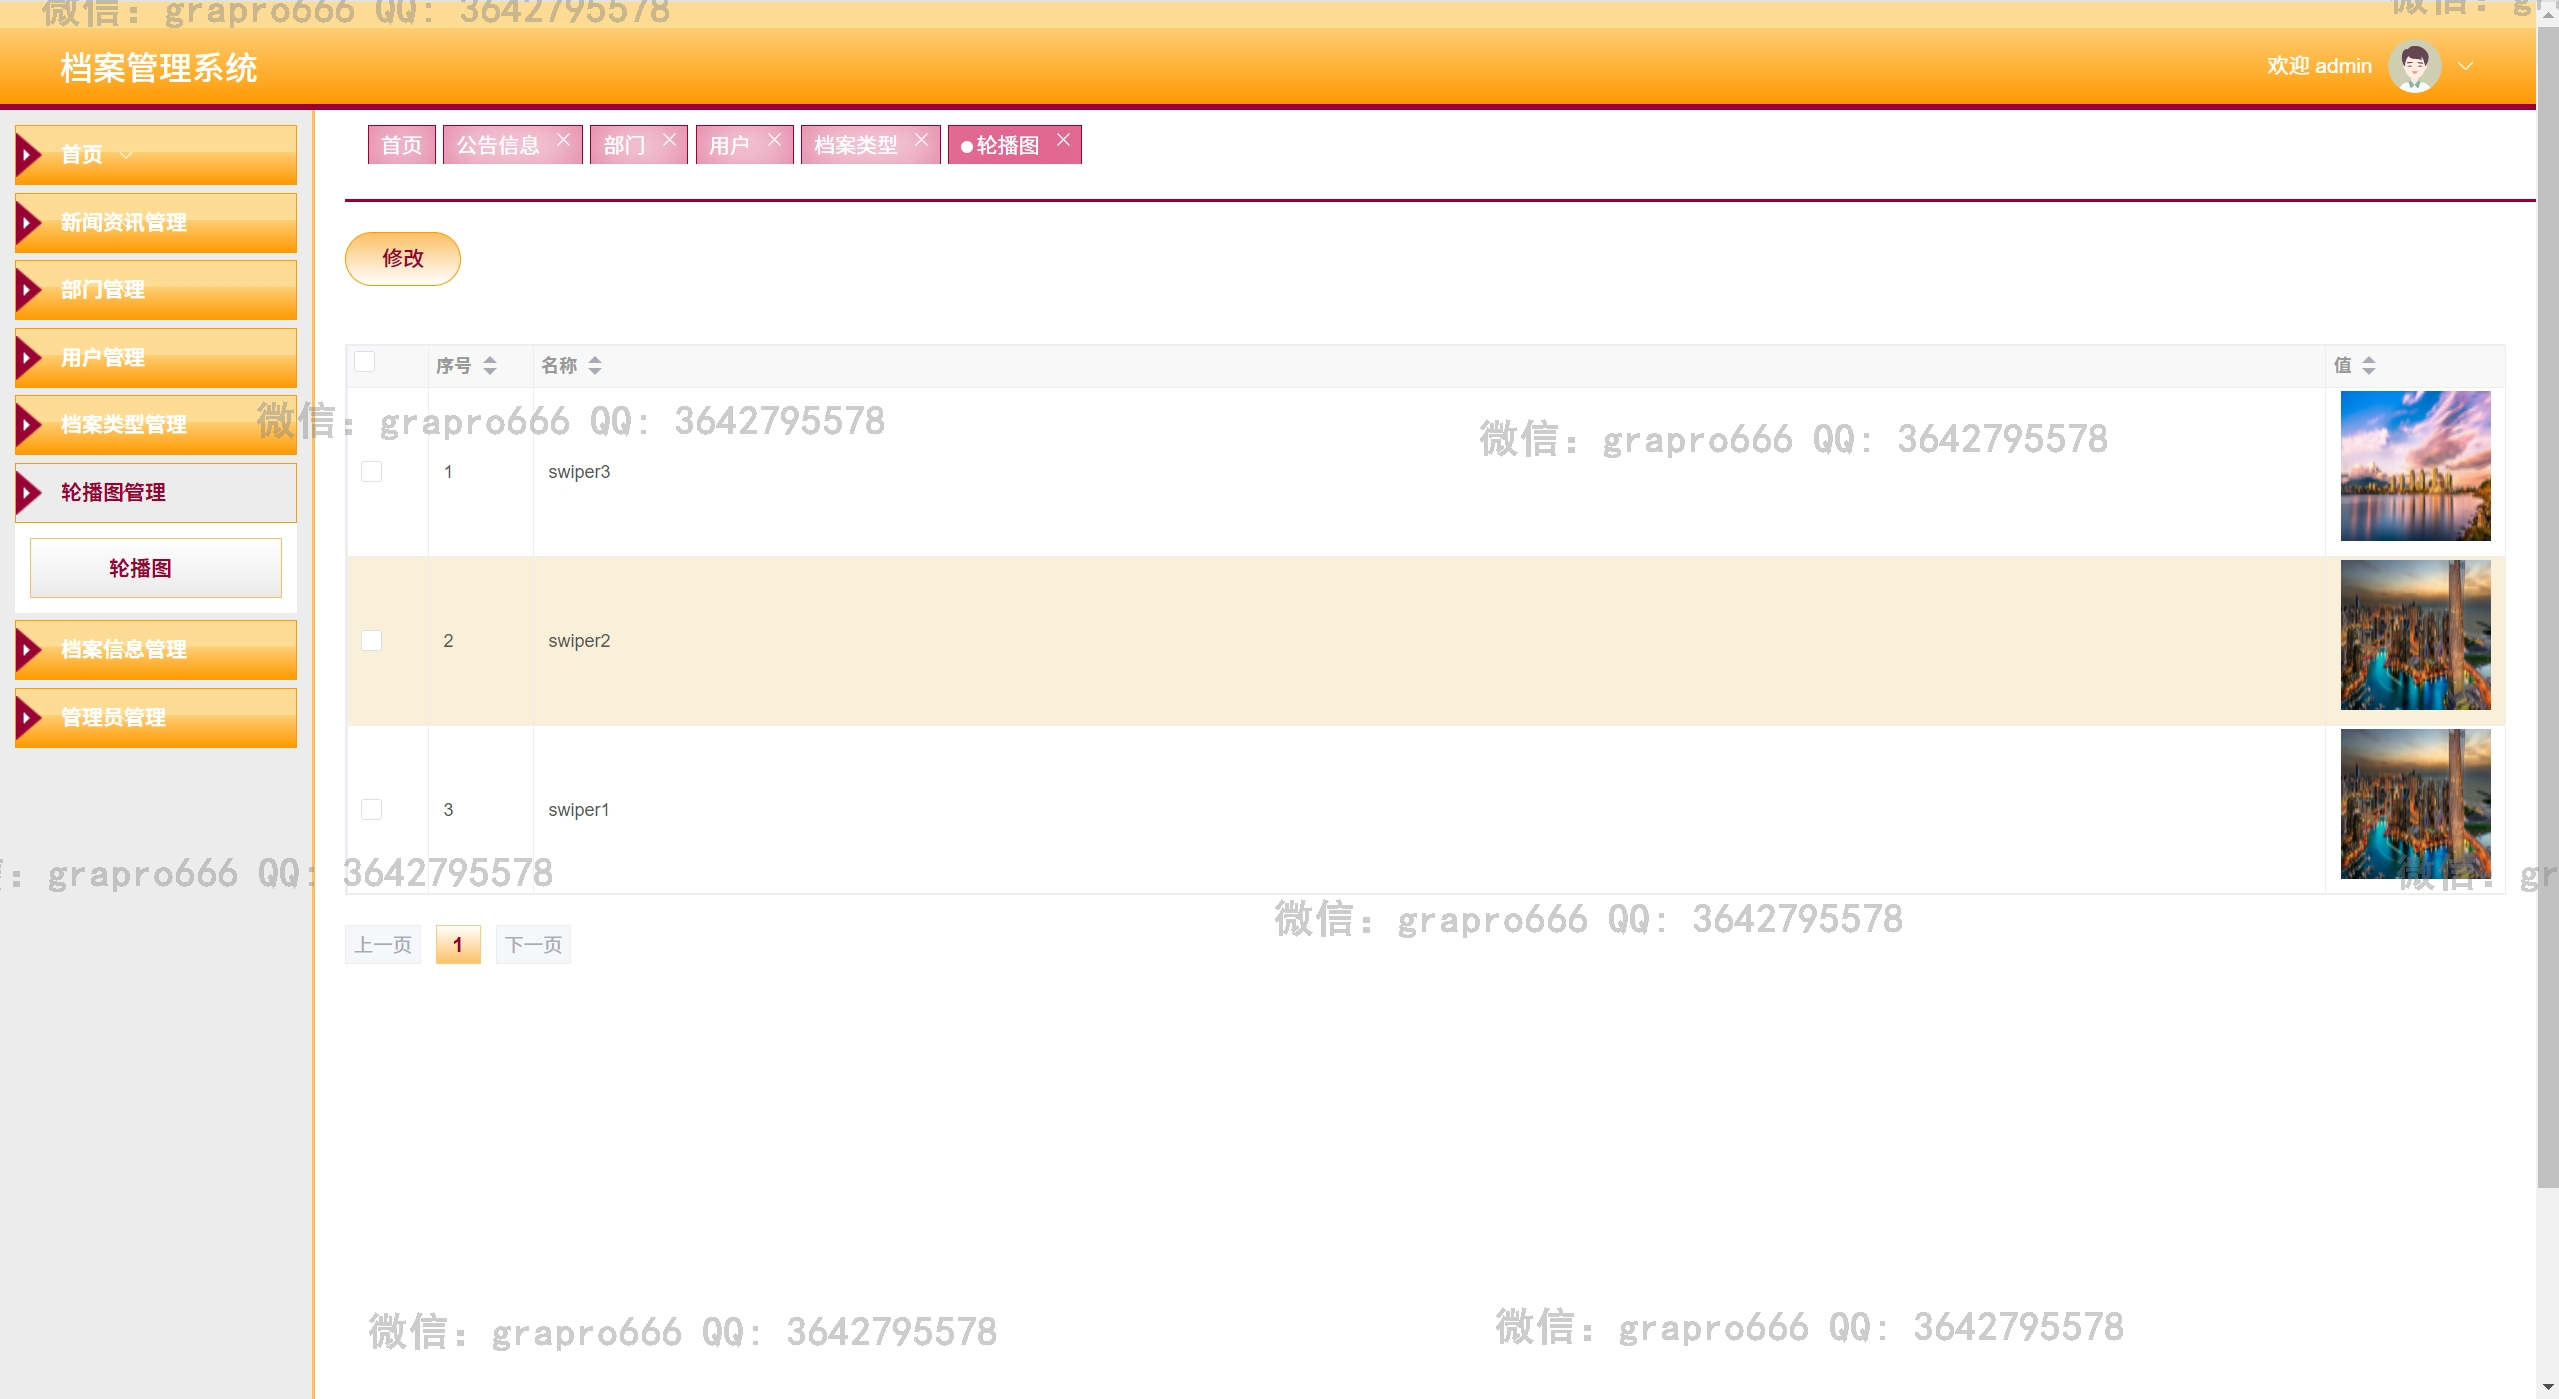 微信: grapro666 QQ: 3642795578
档案管理系统
欢迎 admin
首页
公告信息
部门
用户
档案类型
轮播图
首页
新闻资讯管理
部门管理
用户管理
档案类型管理
轮播图管理
轮播图
档案信息管理
管理员管理
修改
序号 名称 值
微信: grapro666 QQ: 3642795578
微信: grapro666 QQ: 3642795578
1 swiper3
2 swiper2
3 swiper1
: grapro666 QQ: 3642795578
微信: gr
微信: grapro666 QQ: 3642795578
上一页 1 下一页
微信: grapro666 QQ: 3642795578
微信: grapro666 QQ: 3642795578